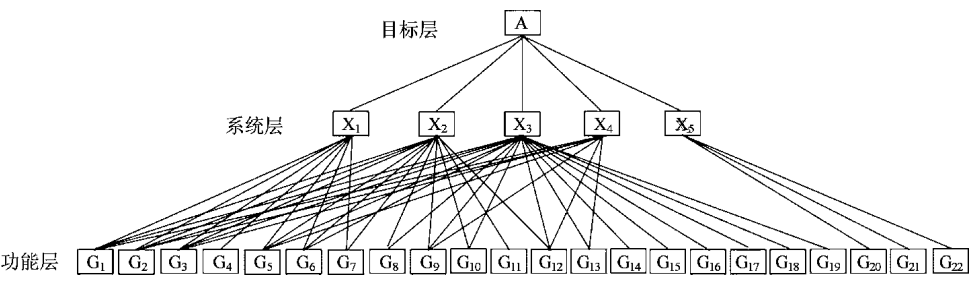 目标层 A
系统层 X₁ X₂ X₃ X₄ X₅
功能层 G₁ G₂ G₃ G₄ G₅ G₆ G₇ G₈ G₉ G₁₀ G₁₁ G₁₂ G₁₃ G₁₄ G₁₅ G₁₆ G₁₇ G₁₈ G₁₉ G₂₀ G₂₁ G₂₂